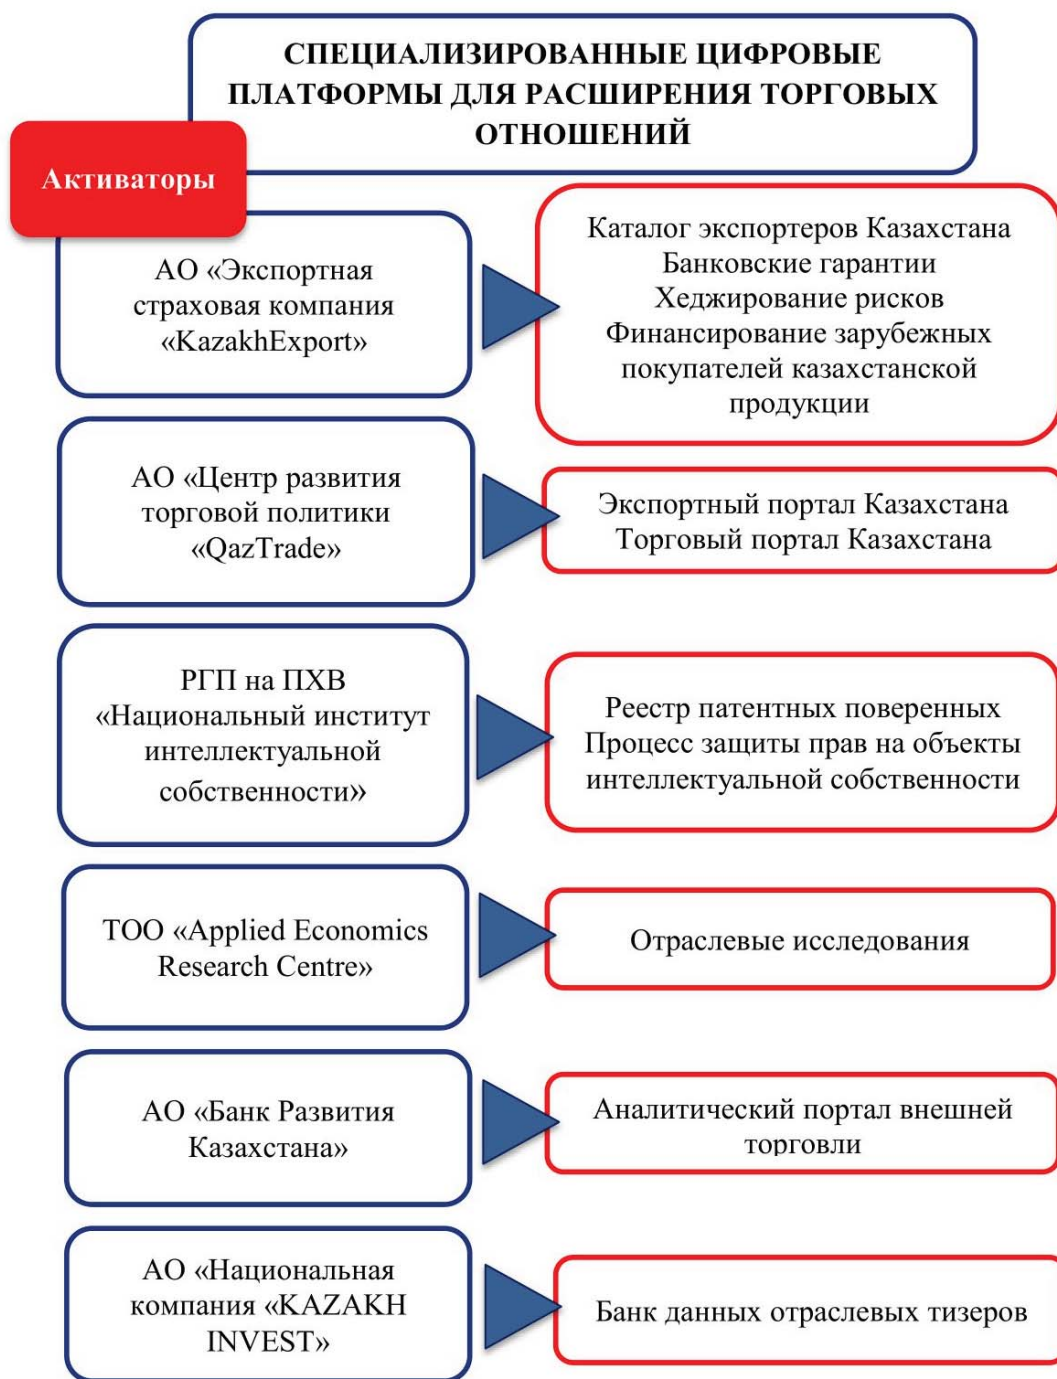 СПЕЦИАЛИЗИРОВАННЫЕ ЦИФРОВЫЕ
ПЛАТФОРМЫ ДЛЯ РАСШИРЕНИЯ ТОРГОВЫХ
ОТНОШЕНИЙ
Активаторы
АО «Экспортная
страховая компания
«KazakhExport»
Каталог экспортеров Казахстана
Банковские гарантии
Хеджирование рисков
Финансирование зарубежных
покупателей казахстанской
продукции
АО «Центр развития
торговой политики
«QazTrade»
Экспортный портал Казахстана
Торговый портал Казахстана
РГП на ПХВ
«Национальный институт
интеллектуальной
собственности»
Реестр патентных поверенных
Процесс защиты прав на объекты
интеллектуальной собственности
ТОО «Applied Economics
Research Centre»
Отраслевые исследования
АО «Банк Развития
Казахстана»
Аналитический портал внешней
торговли
АО «Национальная
компания «KAZAKH
INVEST»
Банк данных отраслевых тизеров